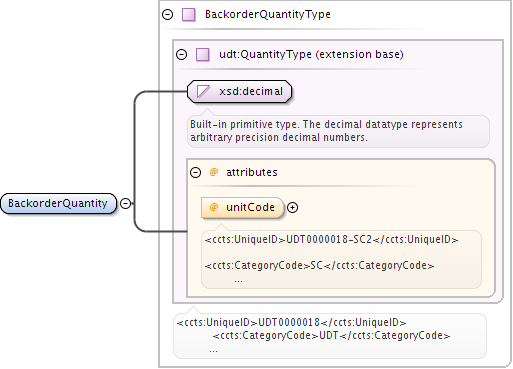 BackorderQuantityType
udt:QuantityType (extension base)
xsd:decimal
Built-in primitive type. The decimal datatype represents
arbitrary precision decimal numbers.
@ attributes
@ unitCode
<ccts:UniqueID>UDT0000018-SC2</ccts:UniqueID>
<ccts:CategoryCode>SC</ccts:CategoryCode>
...
BackorderQuantity
<ccts:UniqueID>UDT0000018</ccts:UniqueID>
<ccts:CategoryCode>UDT</ccts:CategoryCode>
...